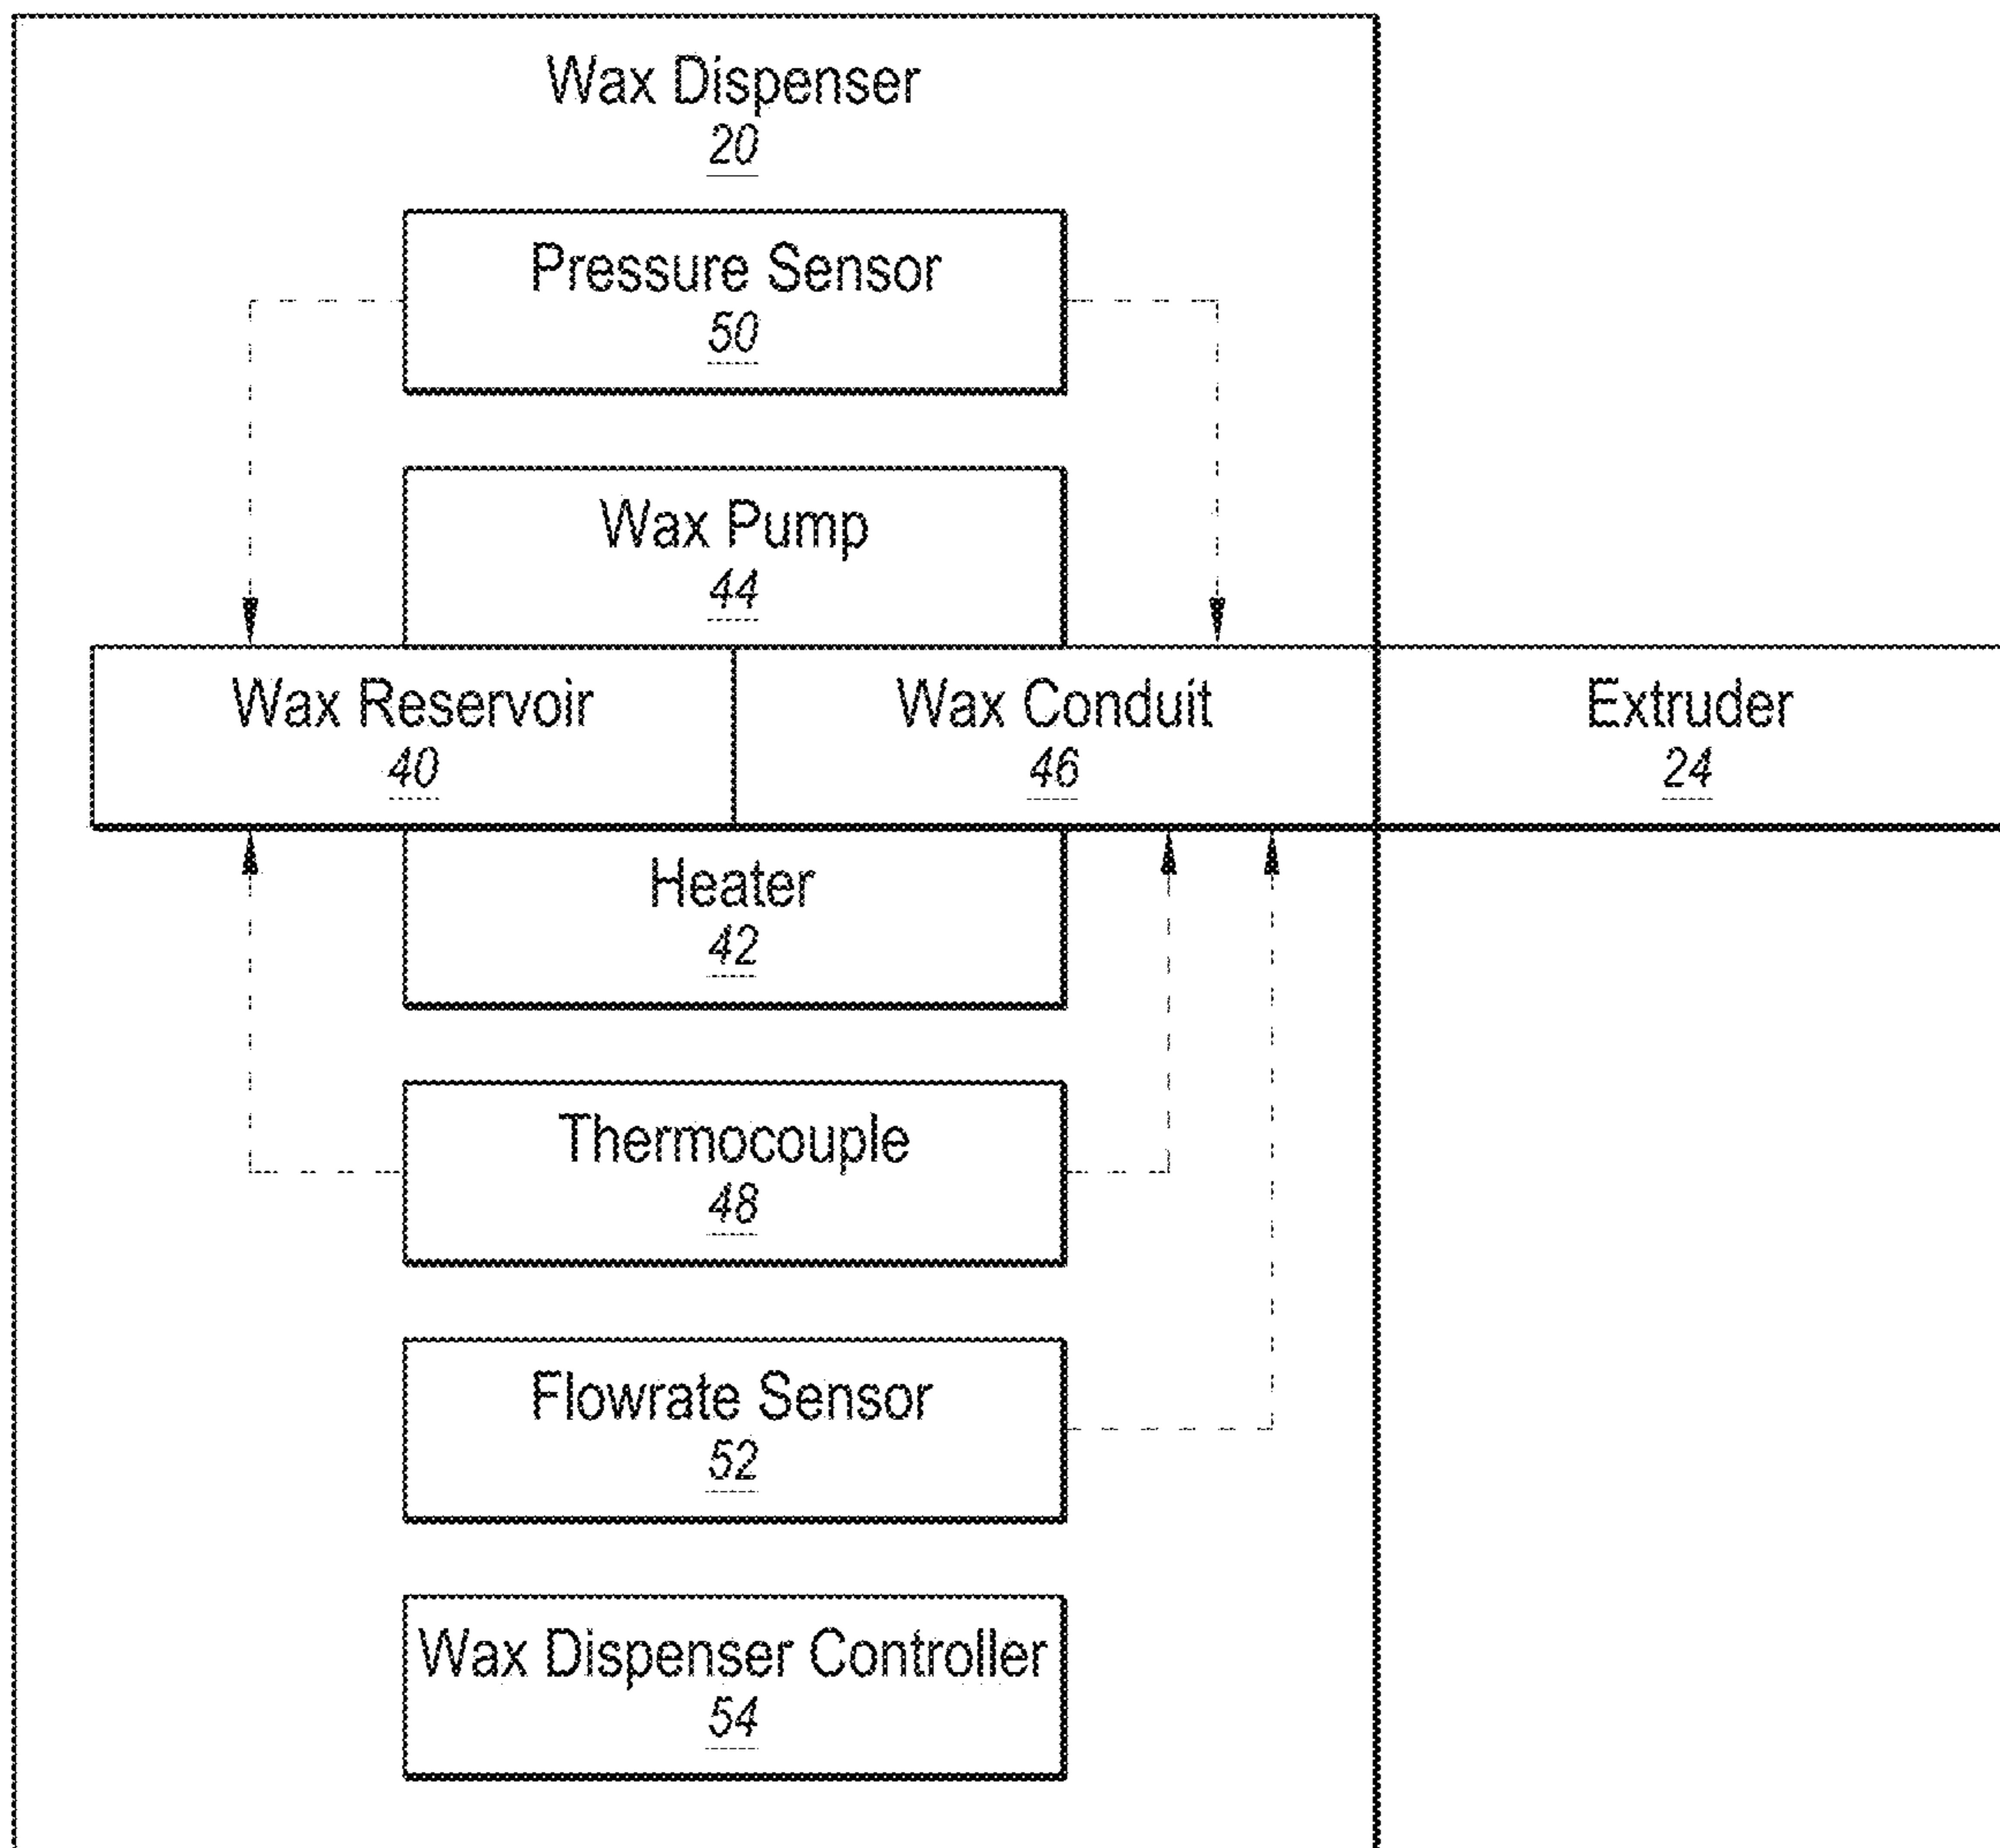 Wax Dispenser
20
Pressure Sensor
50
Wax Pump
44
Wax Reservoir
40
Wax Conduit
46
Extruder
24
Heater
42
Thermocouple
48
Flowrate Sensor
52
Wax Dispenser Controller
54